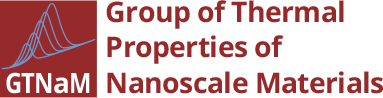 GTNaM
Group of Thermal
Properties of
Nanoscale Materials